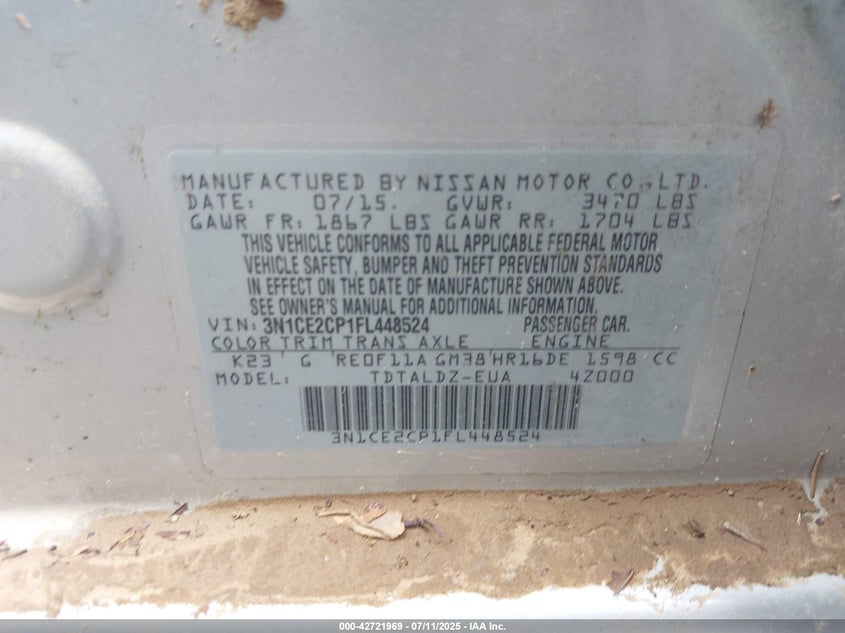 MANUFACTURED BY NISSAN MOTOR CO.,LTD.
DATE: 07/15. GVWR: 3470 LBS
GAWR FR: 1867 LBS GAWR RR: 1704 LBS
THIS VEHICLE CONFORMS TO ALL APPLICABLE FEDERAL MOTOR
VEHICLE SAFETY, BUMPER AND THEFT PREVENTION STANDARDS
IN EFFECT ON THE DATE OF MANUFACTURE SHOWN ABOVE.
SEE OWNER'S MANUAL FOR ADDITIONAL INFORMATION.
VIN: 3N1CE2CP1FL448524 PASSENGER CAR.
COLOR TRIM TRANS AXLE ENGINE
K23 G RE0F11A GM38 HR16DE 1598 CC
MODEL: TDTALDZ-EUA 4Z000
3N1CE2CP1FL448524
000-42721969 - 07/11/2025 - IAA Inc.